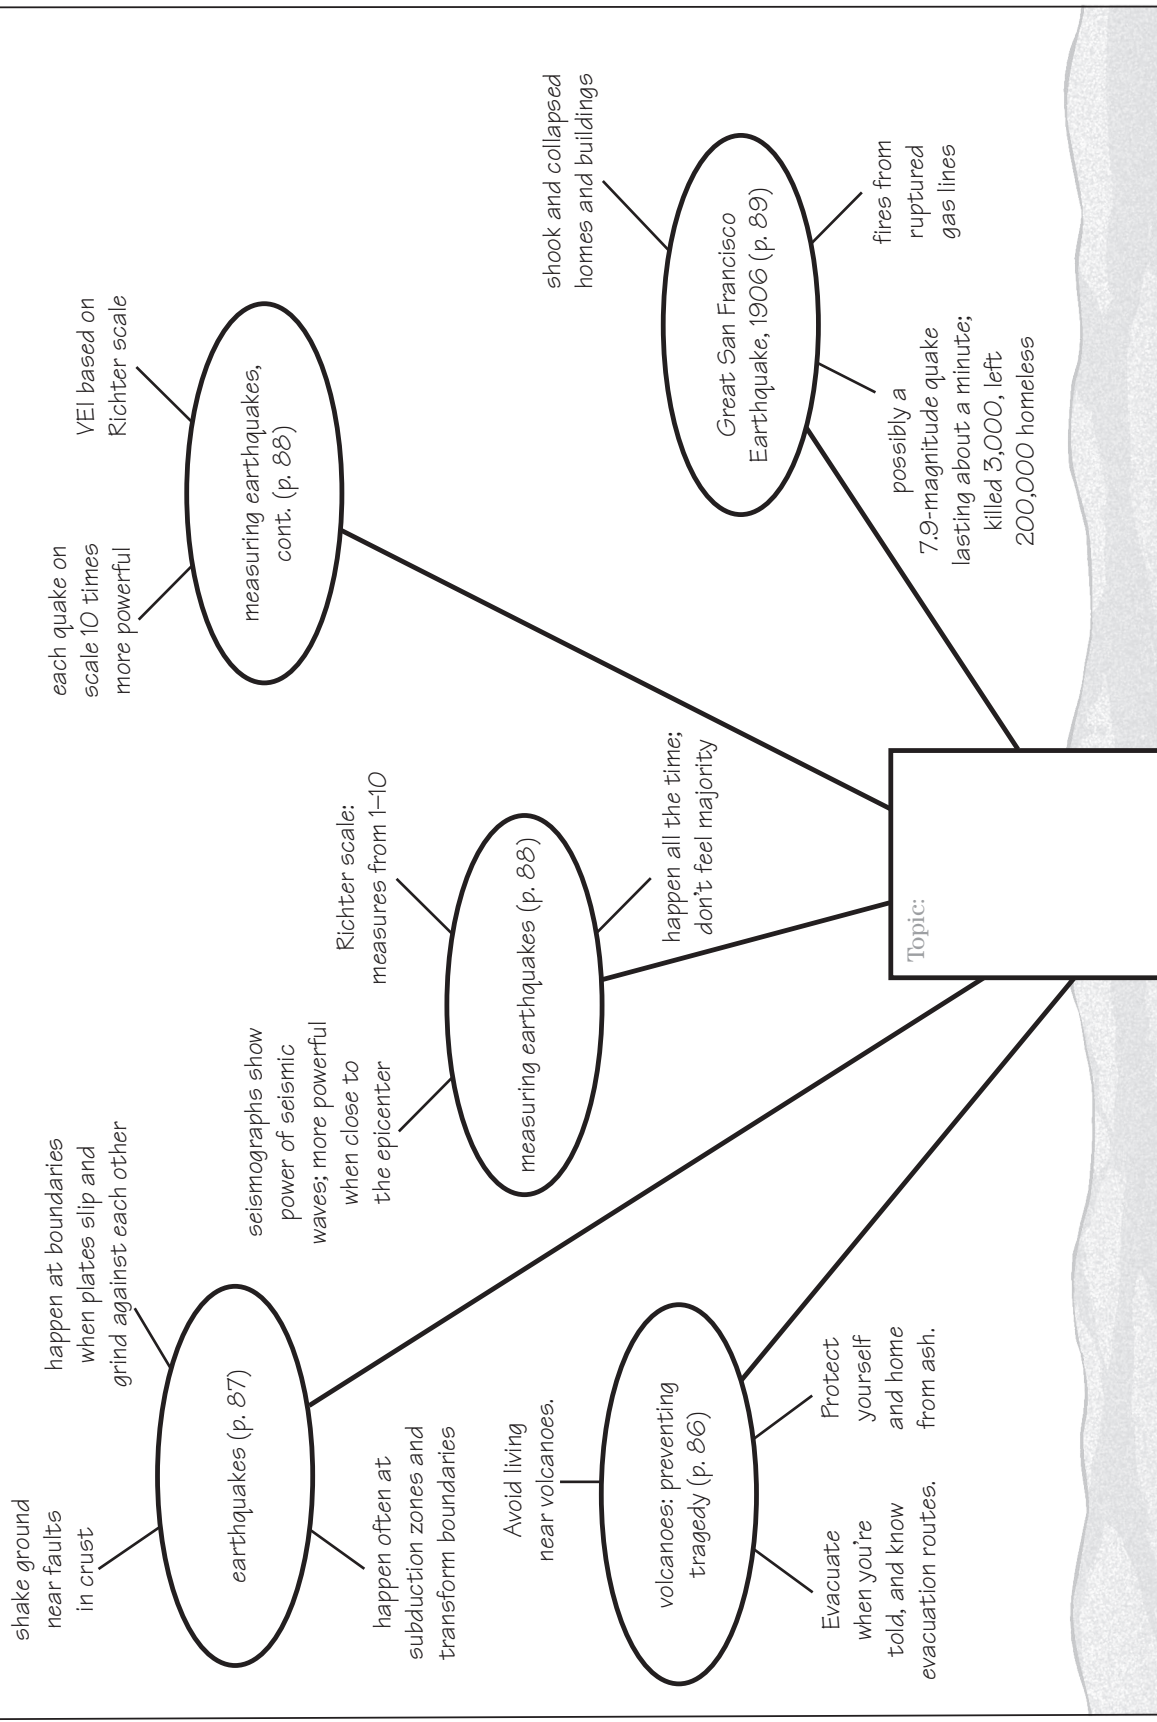 shake ground
near faults
in crust
happen at boundaries
when plates slip and
grind against each other
earthquakes (p. 87)
happen often at
subduction zones and
transform boundaries
Avoid living
near volcanoes.
volcanoes: preventing
tragedy (p. 86)
Evacuate
when you're
told, and know
evacuation routes.
Protect
yourself
and home
from ash.
seismographs show
power of seismic
waves; more powerful
when close to
the epicenter
Richter scale:
measures from 1–10
measuring earthquakes (p. 88)
happen all the time;
don't feel majority
each quake on
scale 10 times
more powerful
VEI based on
Richter scale
measuring earthquakes,
cont. (p. 88)
shook and collapsed
homes and buildings
Great San Francisco
Earthquake, 1906 (p. 89)
possibly a
7.9-magnitude quake
lasting about a minute;
killed 3,000, left
200,000 homeless
fires from
ruptured
gas lines
Topic: